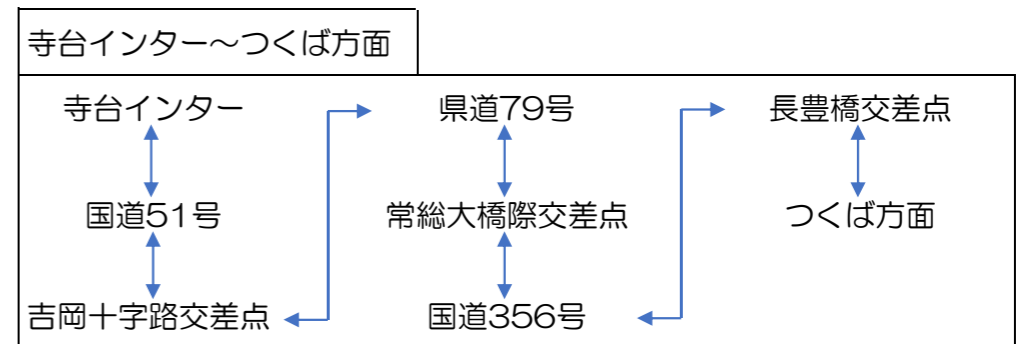 寺台インター～つくば方面
寺台インター
国道51号
吉岡十字路交差点
県道79号
常総大橋際交差点
国道356号
長豊橋交差点
つくば方面